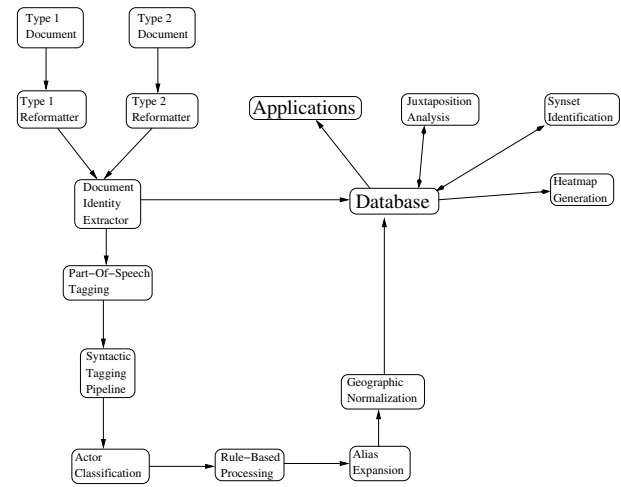 Type 1
Document
Type 2
Document
Type 1
Reformatter
Type 2
Reformatter
Applications
Juxtaposition
Analysis
Synset
Identification
Document
Identity
Extractor
Database
Heatmap
Generation
Part−Of−Speech
Tagging
Syntactic
Tagging
Pipeline
Geographic
Normalization
Actor
Classification
Rule−Based
Processing
Alias
Expansion